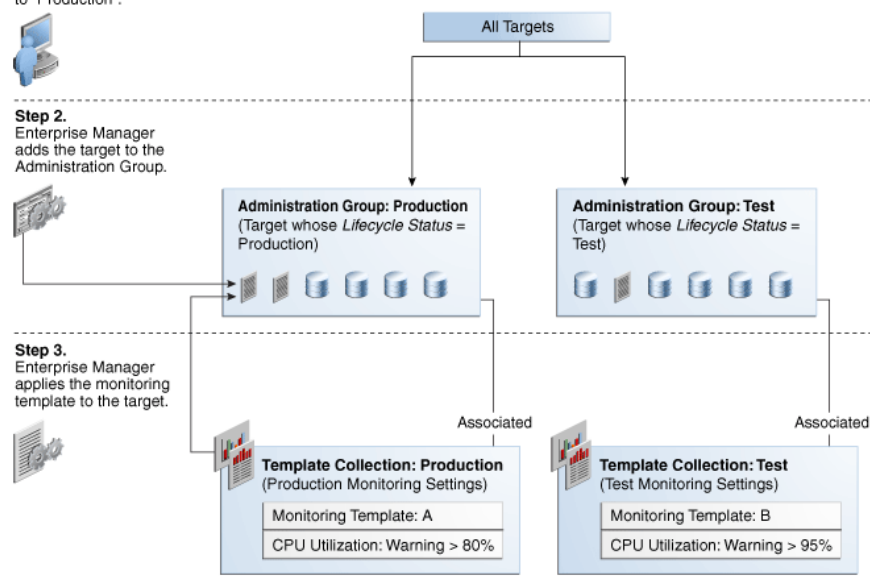 to "Production".
All Targets
Step 2.
Enterprise Manager
adds the target to the
Administration Group.
Administration Group: Production
(Target whose Lifecycle Status =
Production)
Administration Group: Test
(Target whose Lifecycle Status =
Test)
Step 3.
Enterprise Manager
applies the monitoring
template to the target.
Associated
Associated
Template Collection: Production
(Production Monitoring Settings)
Monitoring Template: A
CPU Utilization: Warning > 80%
Template Collection: Test
(Test Monitoring Settings)
Monitoring Template: B
CPU Utilization: Warning > 95%